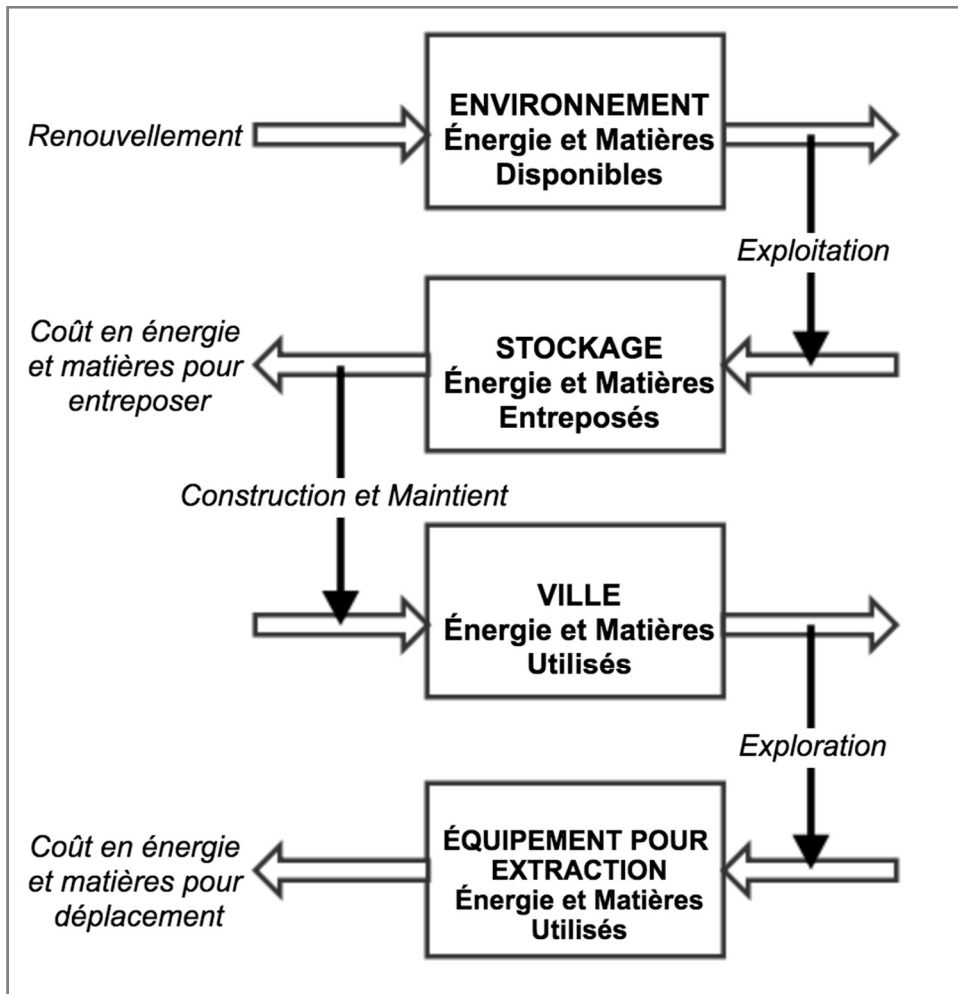 ENVIRONNEMENT
Énergie et Matières
Disponibles
Renouvellement
Exploitation
Coût en énergie
et matières pour
entreposer
STOCKAGE
Énergie et Matières
Entreposés
Construction et Maintient
VILLE
Énergie et Matières
Utilisés
Exploration
Coût en énergie
et matières pour
déplacement
ÉQUIPEMENT POUR
EXTRACTION
Énergie et Matières
Utilisés